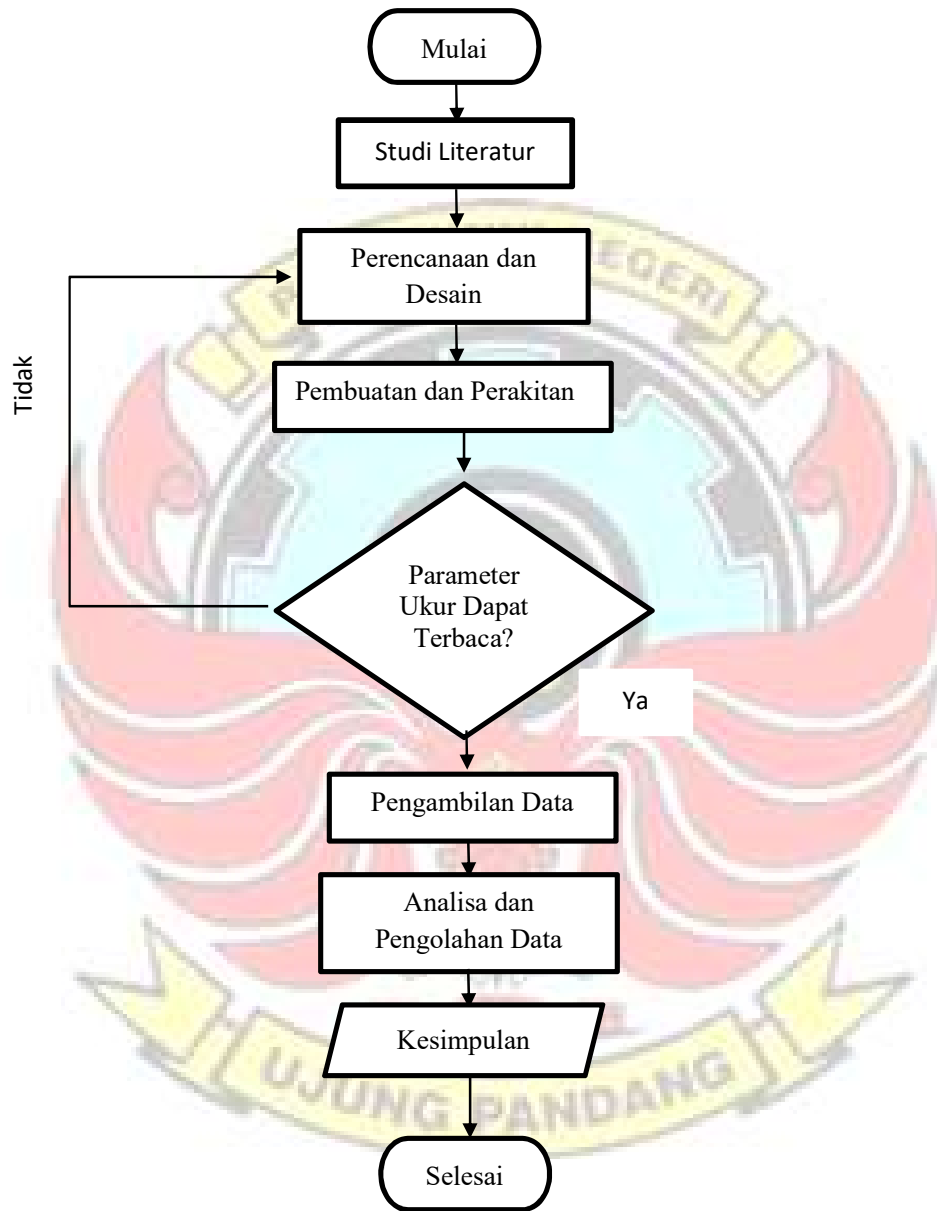 Mulai
Studi Literatur
EGERI
Perencanaan dan
Desain
Tidak
Pembuatan dan Perakitan
Parameter
Ukur Dapat
Terbaca?
Ya
Pengambilan Data
Analisa dan
Pengolahan Data
Kesimpulan
UJUNG PANDANG
Selesai